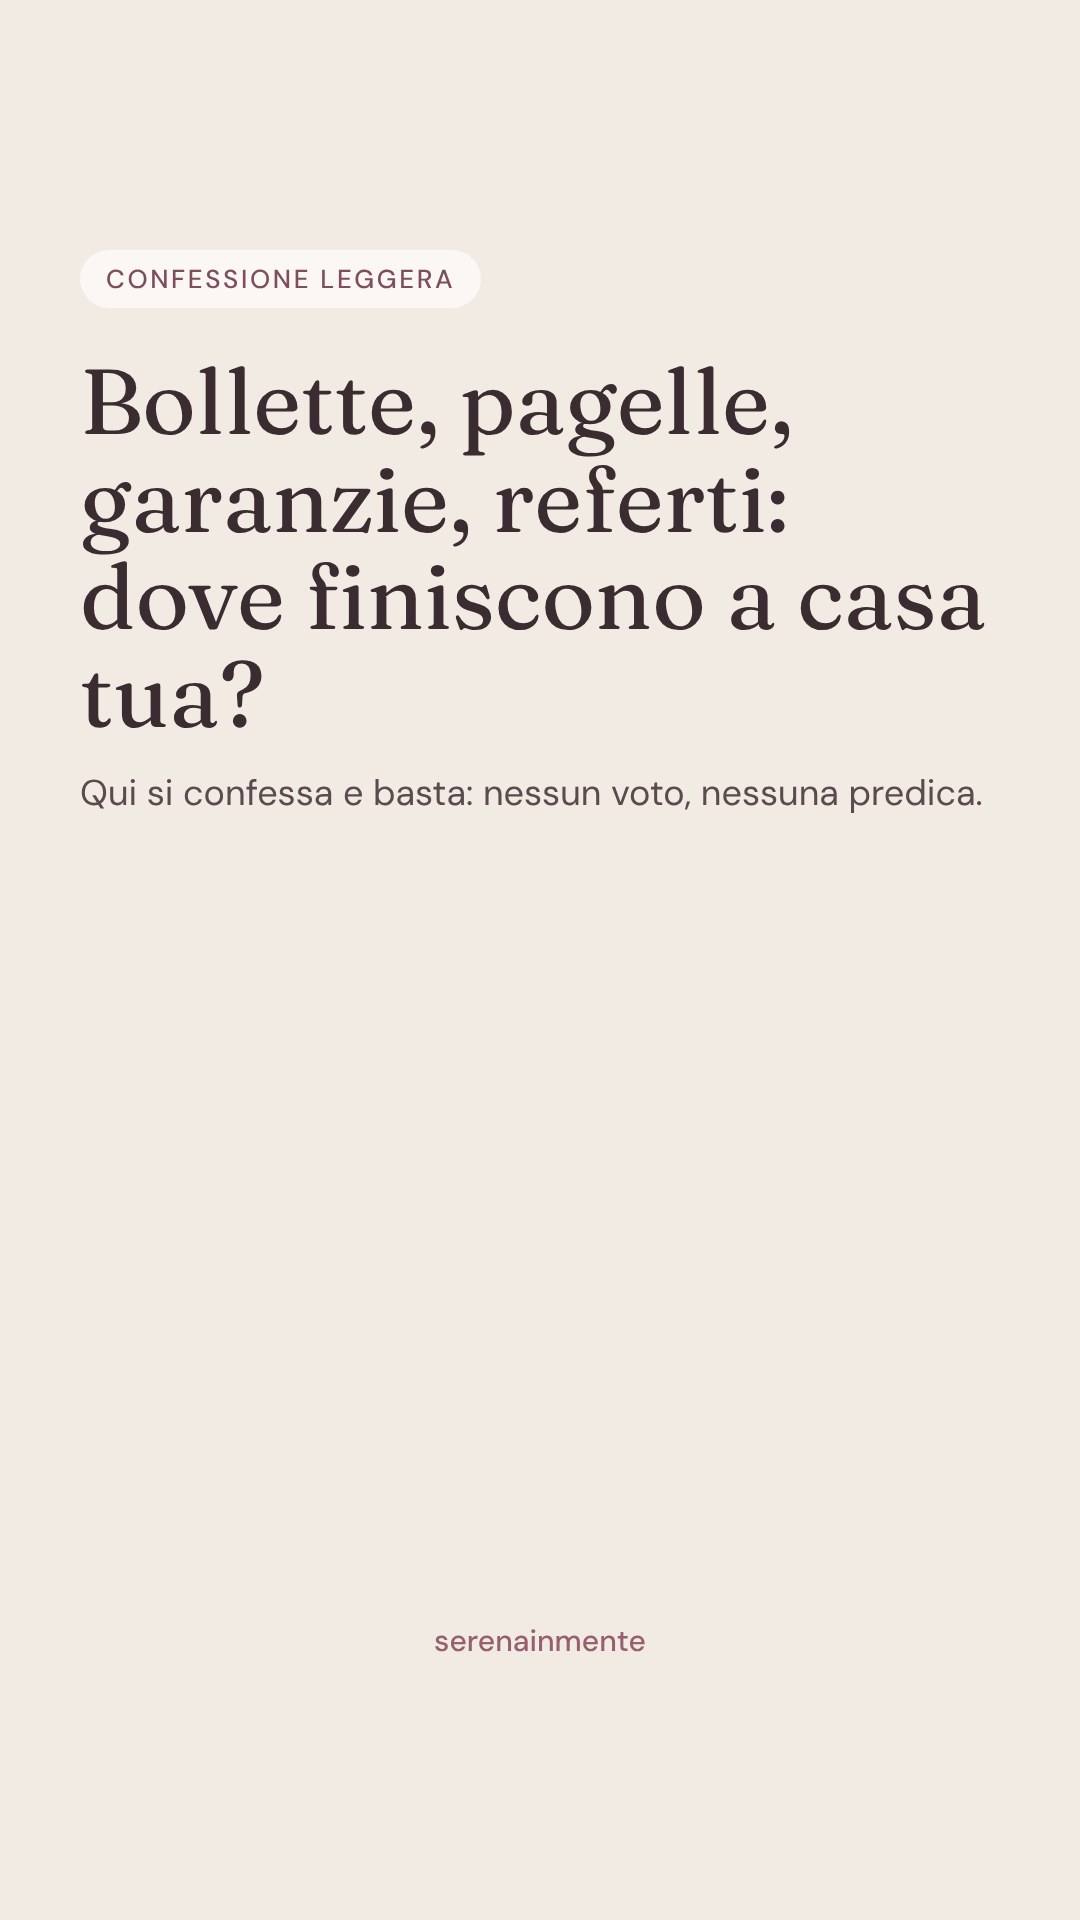 CONFESSIONE LEGGERA
Bollette, pagelle,
garanzie, referti:
dove finiscono a casa
tua?
Qui si confessa e basta: nessun voto, nessuna predica.
serenainmente